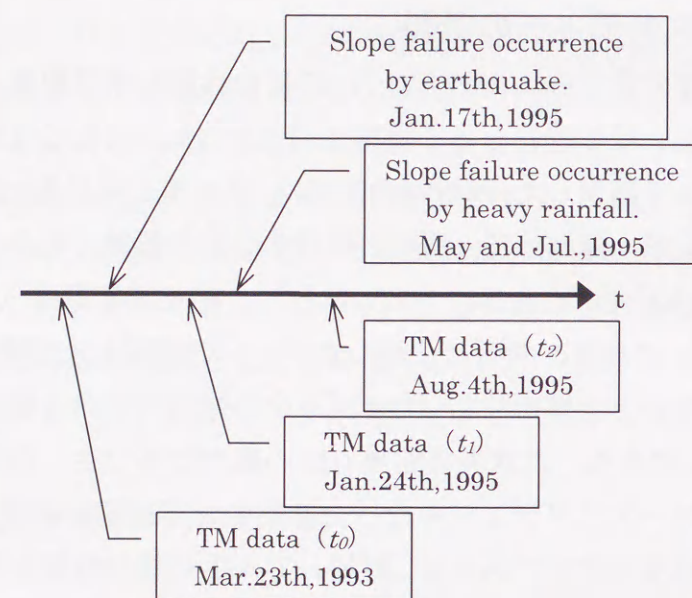 Slope failure occurrence
by earthquake.
Jan.17th,1995
Slope failure occurrence
by heavy rainfall.
May and Jul.,1995
t
TM data (t2)
Aug.4th,1995
TM data (t1)
Jan.24th,1995
TM data (t0)
Mar.23th,1993